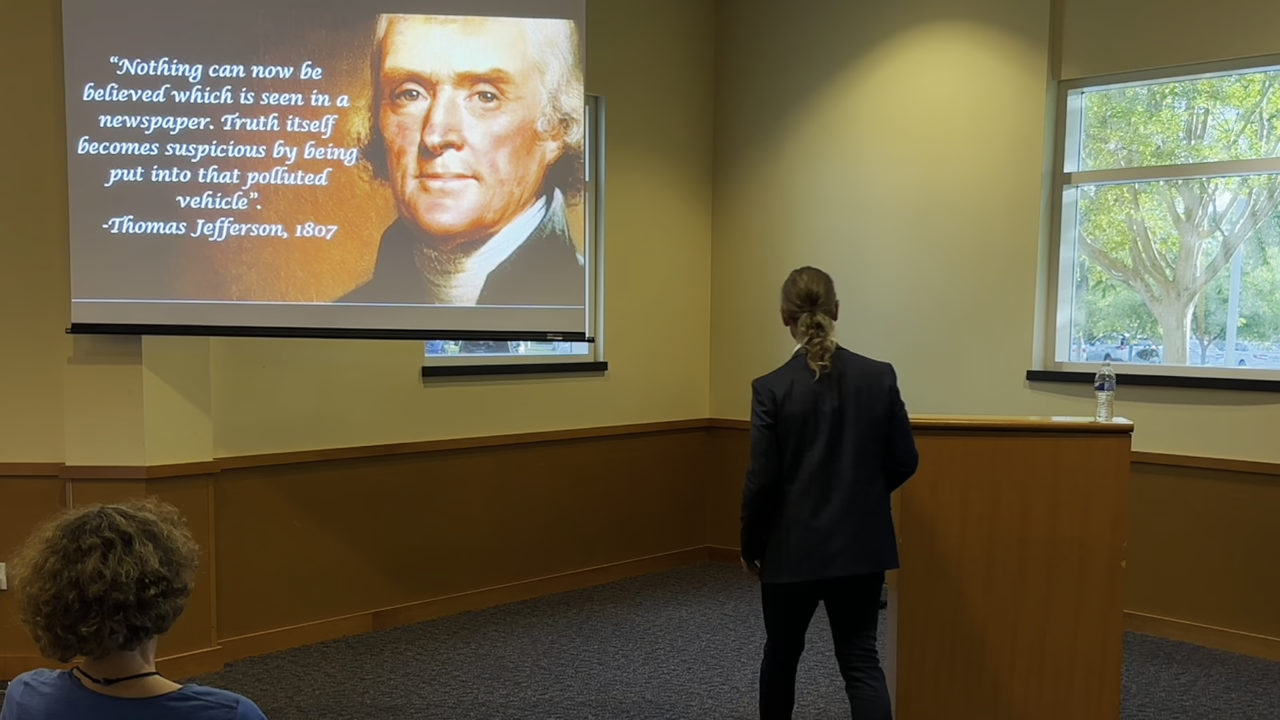 “Nothing can now be
believed which is seen in a
newspaper. Truth itself
becomes suspicious by being
put into that polluted
vehicle”.
-Thomas Jefferson, 1807